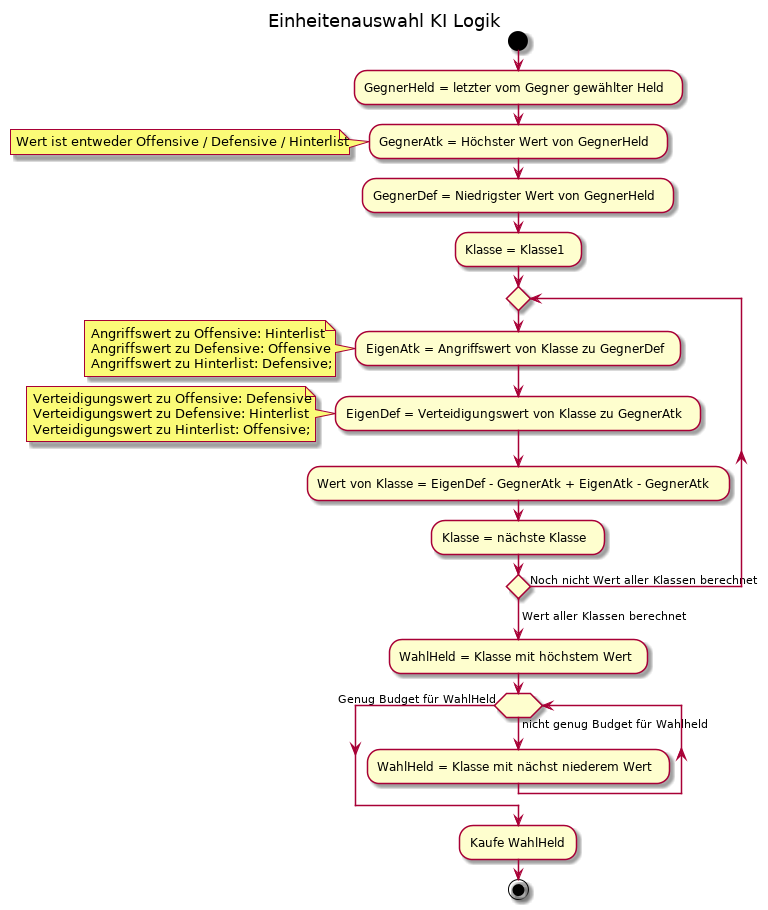 Einheitenauswahl KI Logik
GegnerHeld = letzter vom Gegner gewählter Held
Wert ist entweder Offensive / Defensive / Hinterlist
GegnerAtk = Höchster Wert von GegnerHeld
GegnerDef = Niedrigster Wert von GegnerHeld
Klasse = Klasse1
Angriffswert zu Offensive: Hinterlist
Angriffswert zu Defensive: Offensive
Angriffswert zu Hinterlist: Defensive;
EigenAtk = Angriffswert von Klasse zu GegnerDef
Verteidigungswert zu Offensive: Defensive
Verteidigungswert zu Defensive: Hinterlist
Verteidigungswert zu Hinterlist: Offensive;
EigenDef = Verteidigungswert von Klasse zu GegnerAtk
Wert von Klasse = EigenDef - GegnerAtk + EigenAtk - GegnerAtk
Klasse = nächste Klasse
Noch nicht Wert aller Klassen berechnet
Wert aller Klassen berechnet
WahlHeld = Klasse mit höchstem Wert
Genug Budget für WahlHeld
nicht genug Budget für Wahlheld
WahlHeld = Klasse mit nächst niederem Wert
Kaufe WahlHeld